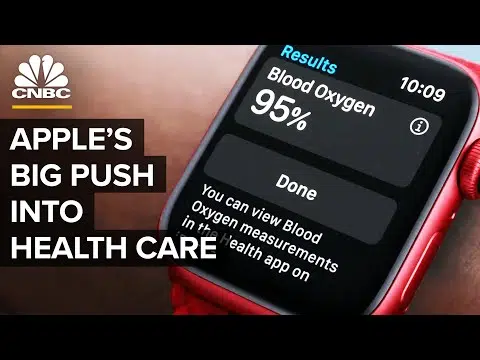 CNBC
APPLE'S
BIG PUSH
INTO
HEALTH CARE
Results
10:09
Blood Oxygen
95%
Done
You can view Blood
Oxygen measurements
in the Health app on